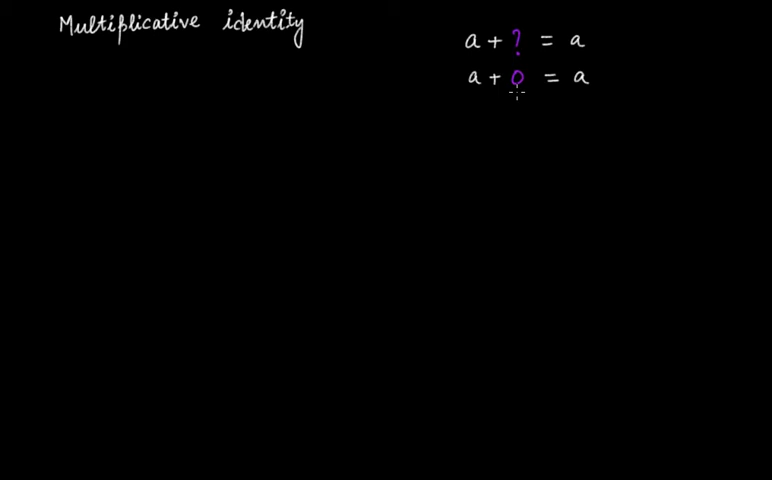 Multiplicative identity
a + ? = a
a + 0 = a